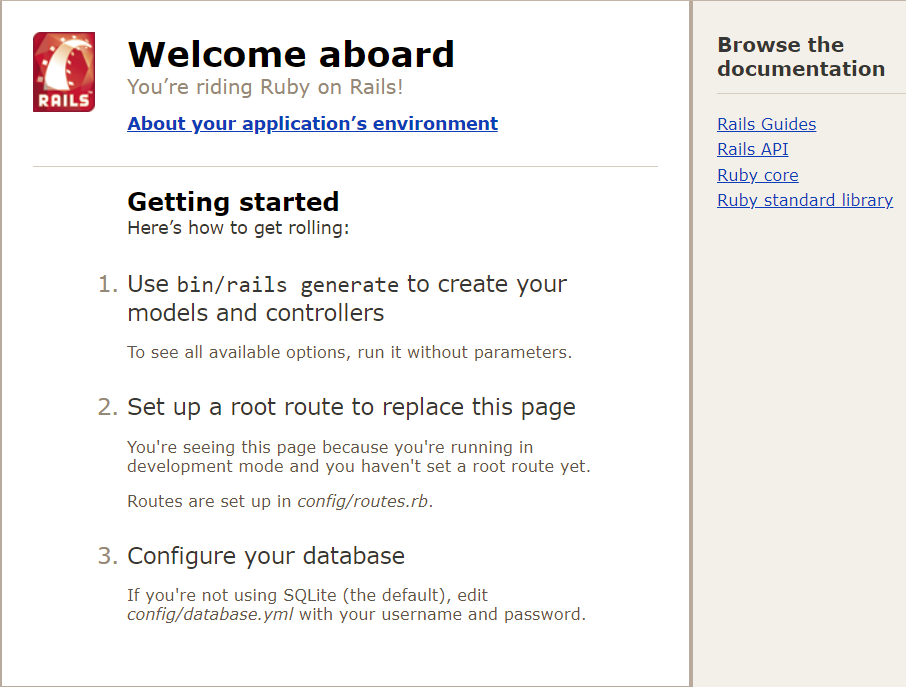 RAILS
Welcome aboard
You’re riding Ruby on Rails!
About your application’s environment
Getting started
Here’s how to get rolling:
1. Use bin/rails generate to create your
models and controllers
To see all available options, run it without parameters.
2. Set up a root route to replace this page
You're seeing this page because you're running in
development mode and you haven't set a root route yet.
Routes are set up in config/routes.rb.
3. Configure your database
If you're not using SQLite (the default), edit
config/database.yml with your username and password.
Browse the
documentation
Rails Guides
Rails API
Ruby core
Ruby standard library